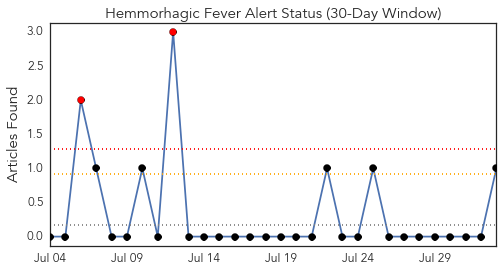 Hemmorhagic Fever Alert Status (30-Day Window)
Articles Found
3.0
2.5
2.0
1.5
1.0
0.5
0.0
Jul 04 Jul 09 Jul 14 Jul 19 Jul 24 Jul 29